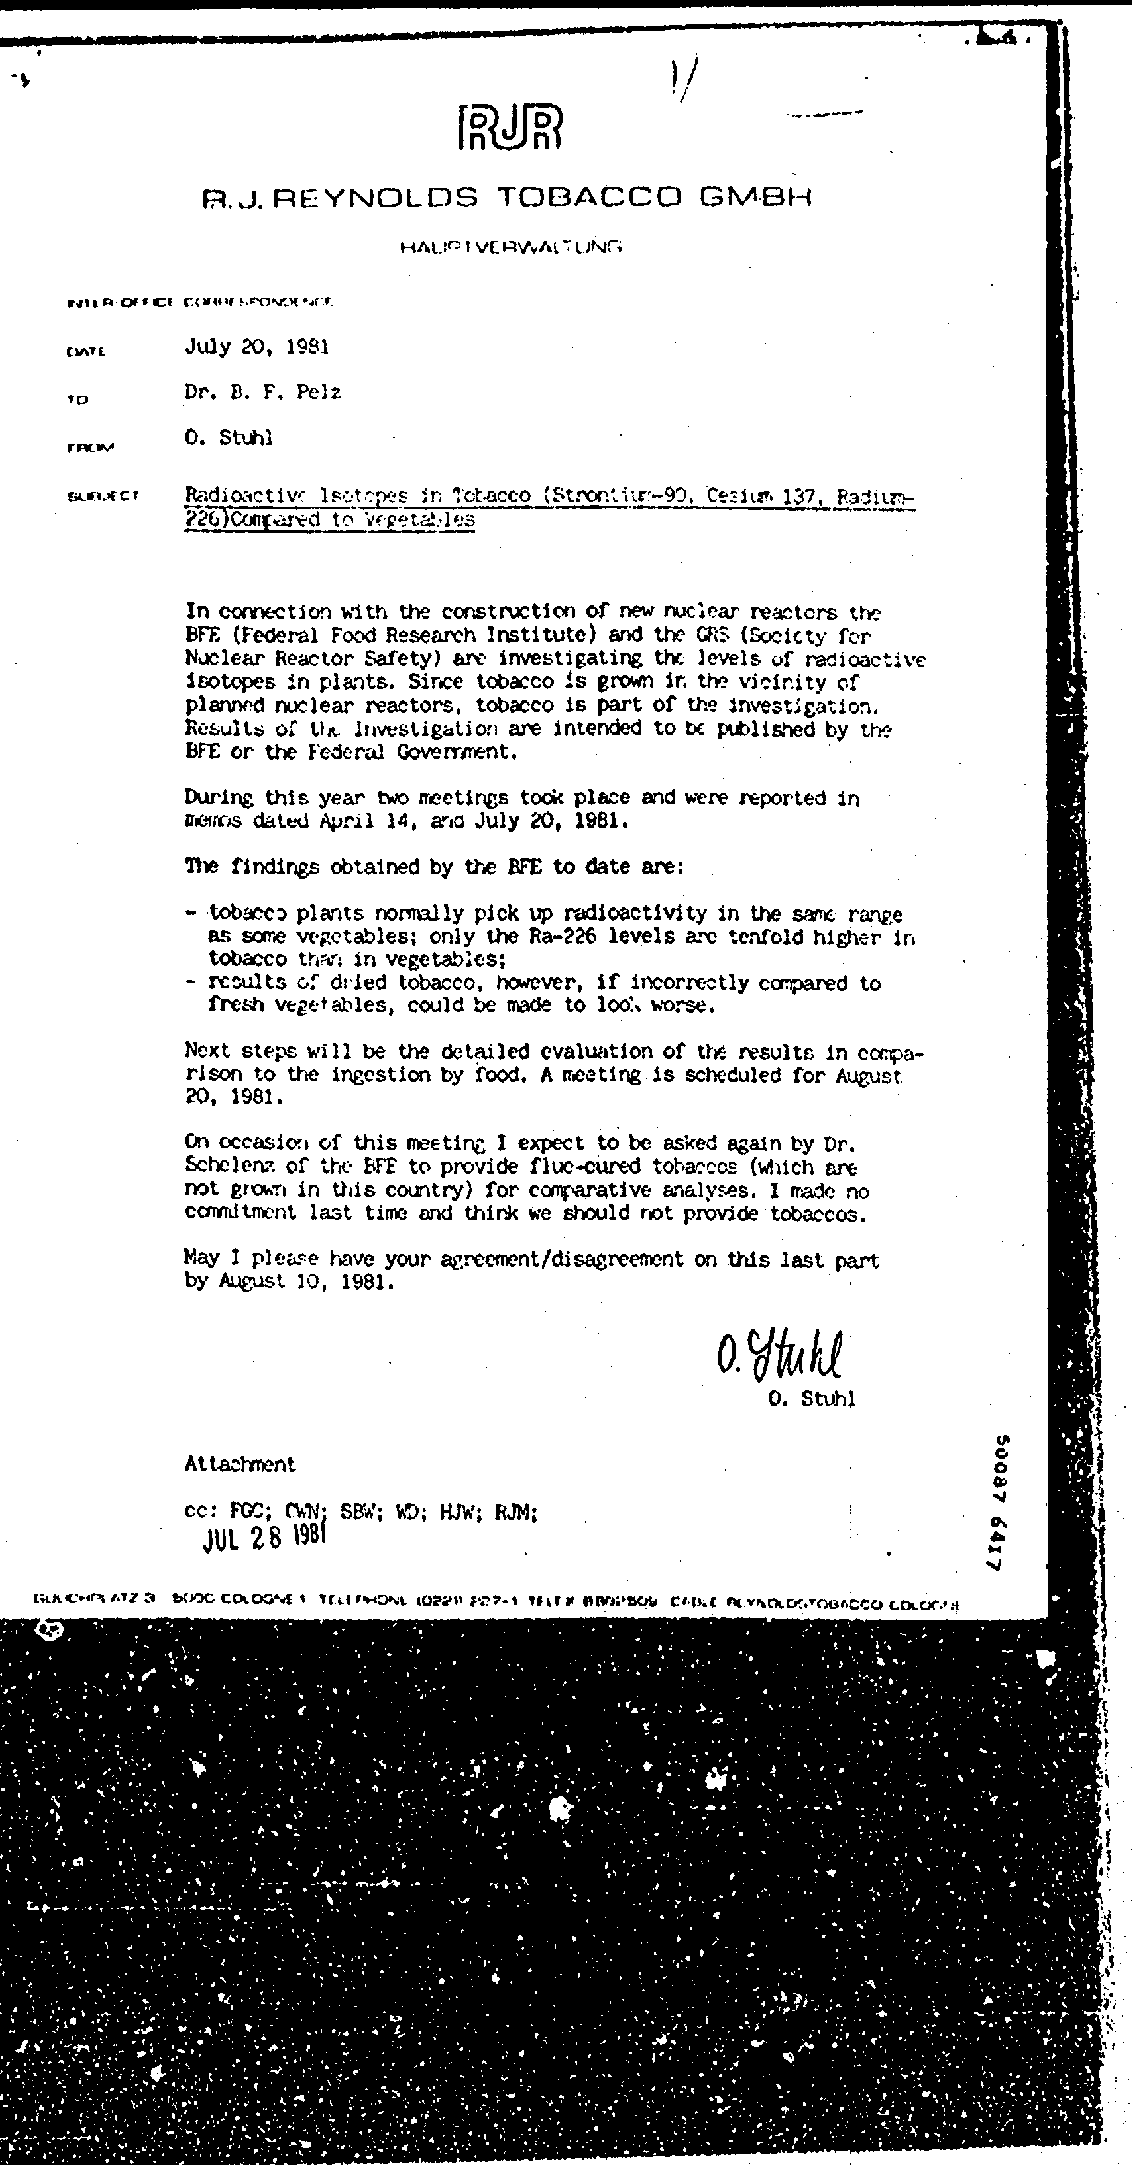 RJR
R.J. REYNOLDS TOBACCO GMBH
HAUPTVERWALTUNG
INTER-OFFICE CORRESPONDENCE
DATE July 20, 1981
TO Dr. B. F. Pelz
FROM O. Stuhl
SUBJECT Radioactive Isotopes in Tobacco (Strontium-90, Cesium 137, Radium-
226)Compared to Vegetables
In connection with the construction of new nuclear reactors the
BFE (Federal Food Research Institute) and the GRS (Society for
Nuclear Reactor Safety) are investigating the levels of radioactive
isotopes in plants. Since tobacco is grown in the vicinity of
planned nuclear reactors, tobacco is part of the investigation.
Results of the investigation are intended to be published by the
BFE or the Federal Government.
During this year two meetings took place and were reported in
memos dated April 14, and July 20, 1981.
The findings obtained by the BFE to date are:
- tobacco plants normally pick up radioactivity in the same range
as some vegetables; only the Ra-226 levels are tenfold higher in
tobacco than in vegetables;
- results of dried tobacco, however, if incorrectly compared to
fresh vegetables, could be made to look worse.
Next steps will be the detailed evaluation of the results in compa-
rison to the ingestion by food. A meeting is scheduled for August
20, 1981.
On occasion of this meeting I expect to be asked again by Dr.
Schelenz of the BFE to provide flue-cured tobaccos (which are
not grown in this country) for comparative analyses. I made no
commitment last time and think we should not provide tobaccos.
May I please have your agreement/disagreement on this last part
by August 10, 1981.
O. Stuhl
O. Stuhl
Attachment
cc: FGC; CWN; SBW; WD; HJW; RJM;
JUL 28 1981
50087 6417
5000 COLOGNE 1 TELEPHONE (0221) 227-1 TELEX CABLE REYNOLDSTOBACCO COLOGNE